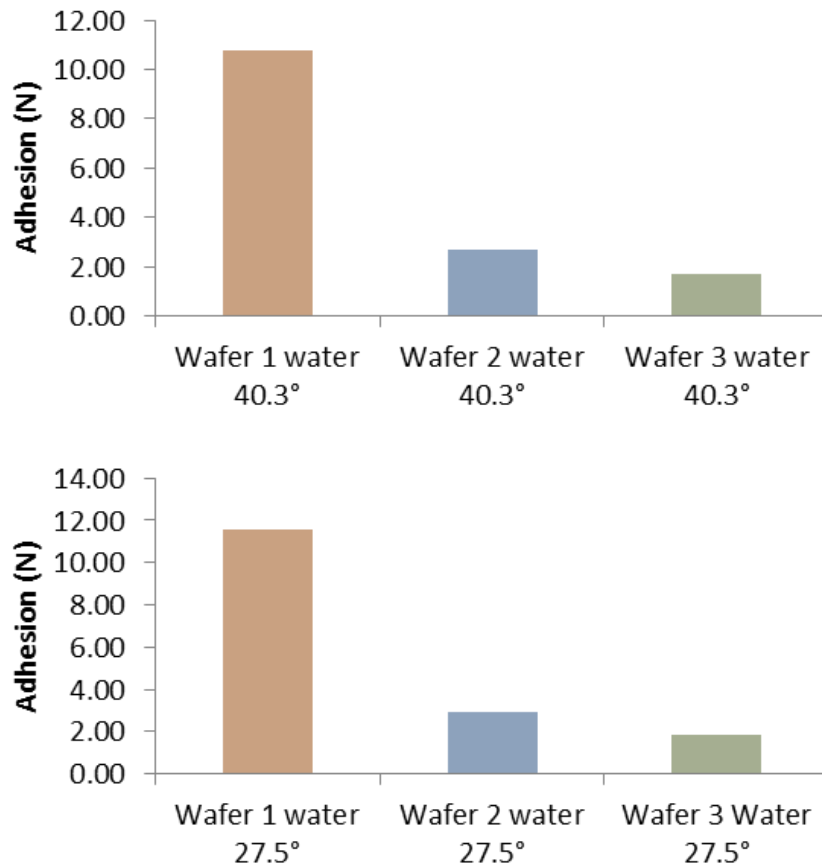 12.00
10.00
8.00
6.00
4.00
2.00
0.00
Adhesion (N)
Wafer 1 water Wafer 2 water Wafer 3 water
40.3° 40.3° 40.3°
14.00
12.00
10.00
8.00
6.00
4.00
2.00
0.00
Adhesion (N)
Wafer 1 water Wafer 2 water Wafer 3 Water
27.5° 27.5° 27.5°